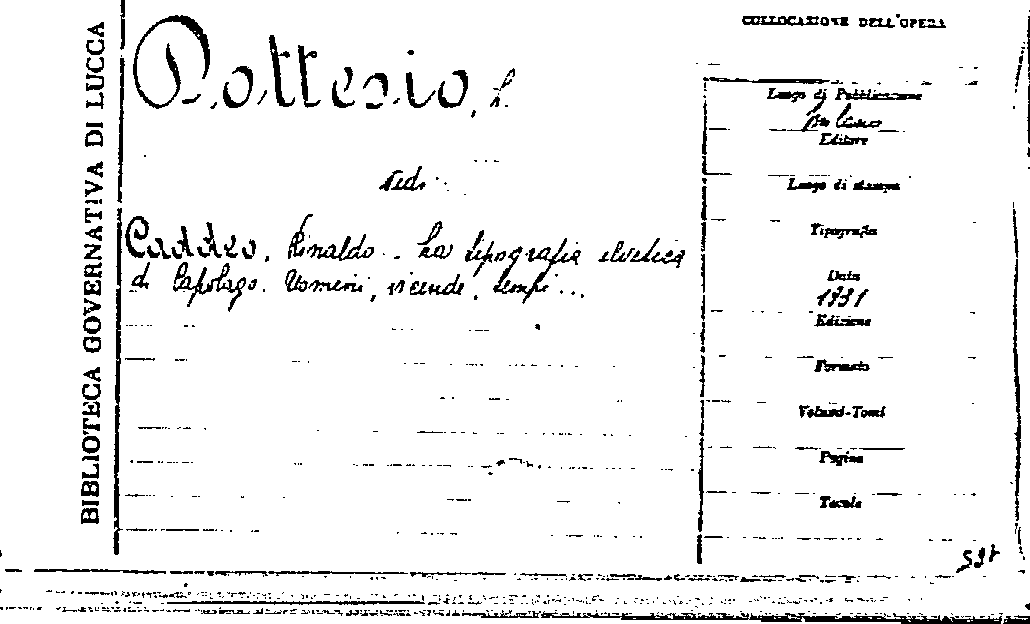 BIBLIOTECA GOVERNATIVA DI LUCCA
COLLOCAZIONE DELL'OPERA
Dottesio, L.
Vedi
Caddeo, Rinaldo. La tipografia elvetica
di Capolago. Uomini, vicende, tempi...
Luogo di Pubblicazione
Milano
Editore
Luogo di stampa
Tipografia
Data
1931
Edizione
Formato
Volumi-Tomi
Pagine
Tavole